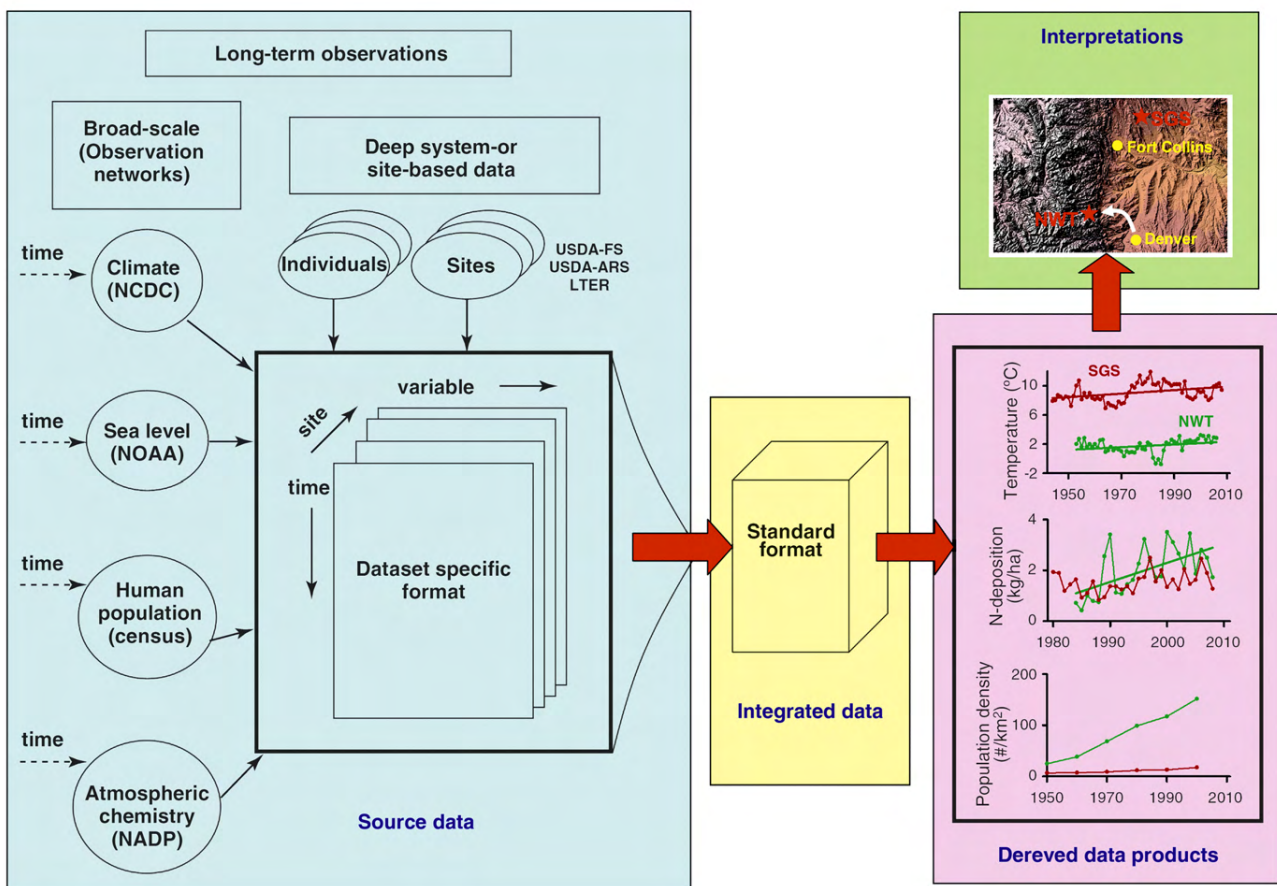 Long-term observations
Broad-scale
(Observation
networks)
Deep system-or
site-based data
time
Climate
(NCDC)
Individuals
Sites
USDA-FS
USDA-ARS
LTER
time
Sea level
(NOAA)
time
Human
population
(census)
time
Atmospheric
chemistry
(NADP)
variable
site
time
Dataset specific
format
Source data
Standard
format
Integrated data
Interpretations
SGS
Fort Collins
NWT
Denver
Temperature (°C)
10
6
2
-2
SGS
NWT
1950
1970
1990
2010
N-deposition
(kg/ha)
4
2
0
1980
1990
2000
2010
Population density
(#/km²)
200
100
0
1950
1970
1990
2010
Dereved data products